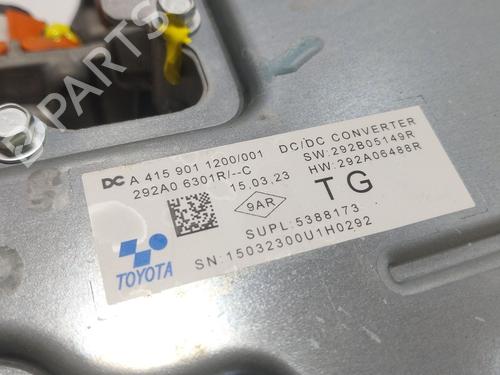 DC A 415 901 1200/001 DC/DC CONVERTER
292A0 6301R/--C 15.03.23 SW:292B05149R
HW:292A06488R
9AR TG
SUPL:5388173
TOYOTA
SN:15032300U1H0292
B-PARTS